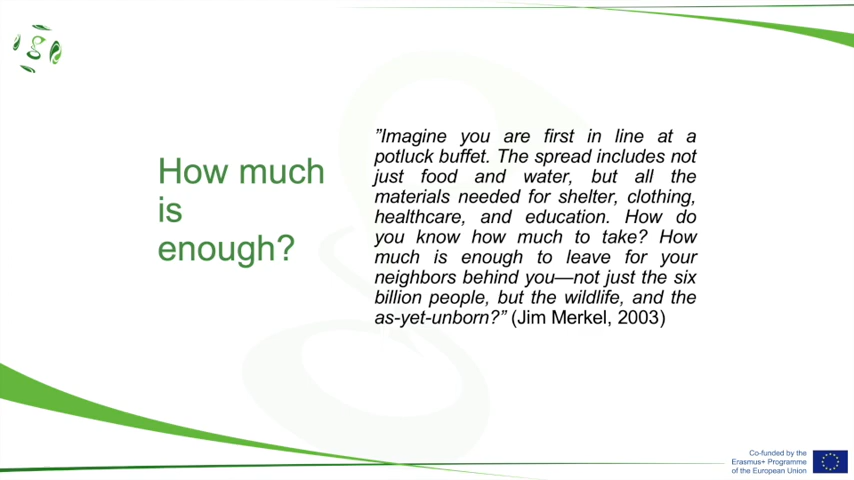 How much
is
enough?
”Imagine you are first in line at a
potluck buffet. The spread includes not
just food and water, but all the
materials needed for shelter, clothing,
healthcare, and education. How do
you know how much to take? How
much is enough to leave for your
neighbors behind you—not just the six
billion people, but the wildlife, and the
as-yet-unborn?” (Jim Merkel, 2003)
Co-funded by the
Erasmus+ Programme
of the European Union